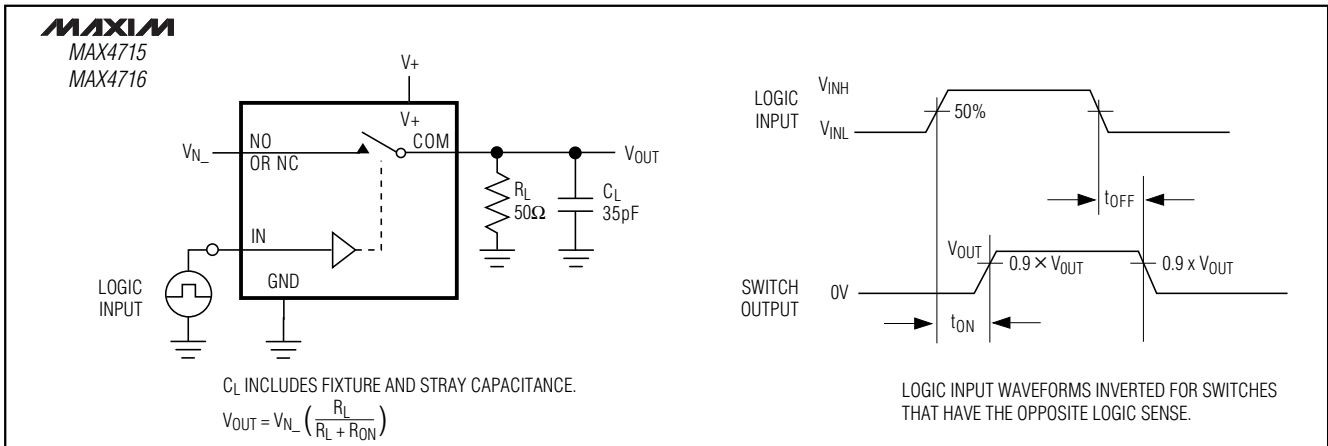 MAXIM
MAX4715
MAX4716
V+
V+
NO
OR NC
COM
V_N_
V_OUT
R_L
50Ω
C_L
35pF
IN
GND
LOGIC
INPUT
C_L INCLUDES FIXTURE AND STRAY CAPACITANCE.
V_OUT = V_N_ ( R_L / R_L + R_ON )
LOGIC
INPUT
V_INH
V_INL
50%
t_OFF
V_OUT
0.9 × V_OUT
0.9 x V_OUT
SWITCH
OUTPUT
0V
t_ON
LOGIC INPUT WAVEFORMS INVERTED FOR SWITCHES
THAT HAVE THE OPPOSITE LOGIC SENSE.